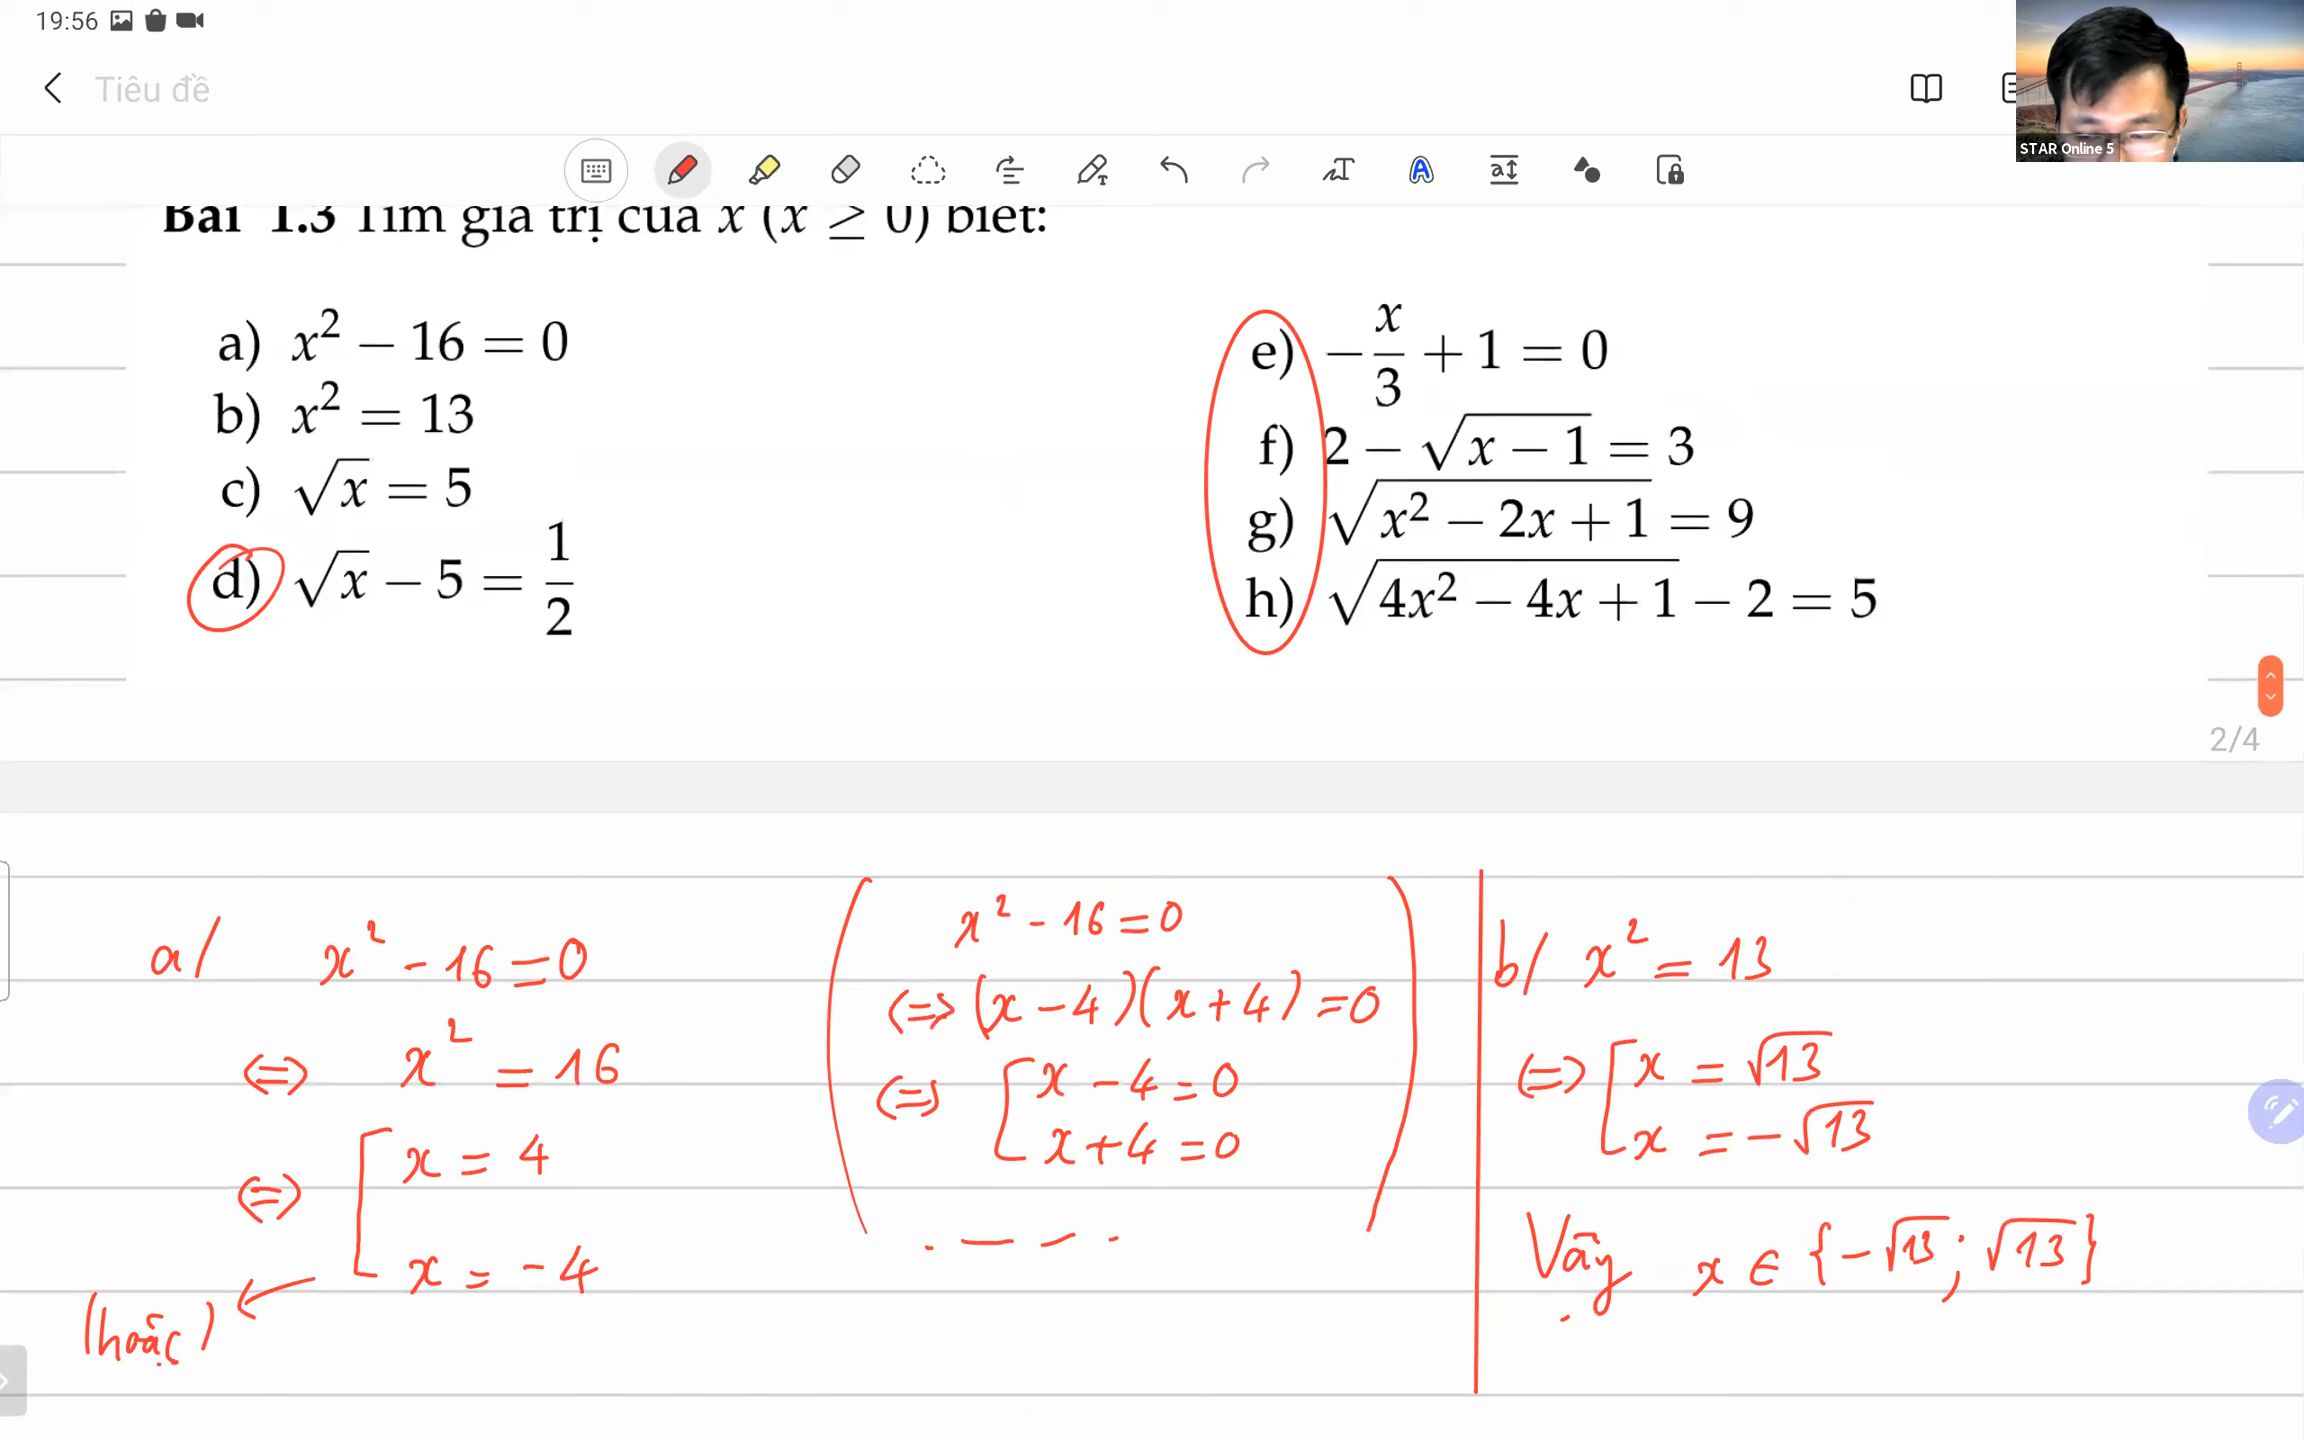 19:56
Tiêu đề
STAR Online 5
Bài 1.3 Tìm giá trị của x (x ≥ 0) biết:
a) x² − 16 = 0
b) x² = 13
c) √x = 5
d) √x − 5 = 1/2
e) −x/3 + 1 = 0
f) 2 − √(x − 1) = 3
g) √(x² − 2x + 1) = 9
h) √(4x² − 4x + 1) − 2 = 5
2/4
a/ x² - 16 = 0
⇔ x² = 16
⇔ [ x = 4
x = -4
(hoặc)
x² - 16 = 0
⇔ (x - 4)(x + 4) = 0
⇔ [ x - 4 = 0
x + 4 = 0
. — – .
b/ x² = 13
⇔ [ x = √13
x = -√13
Vậy x ∈ {-√13; √13}